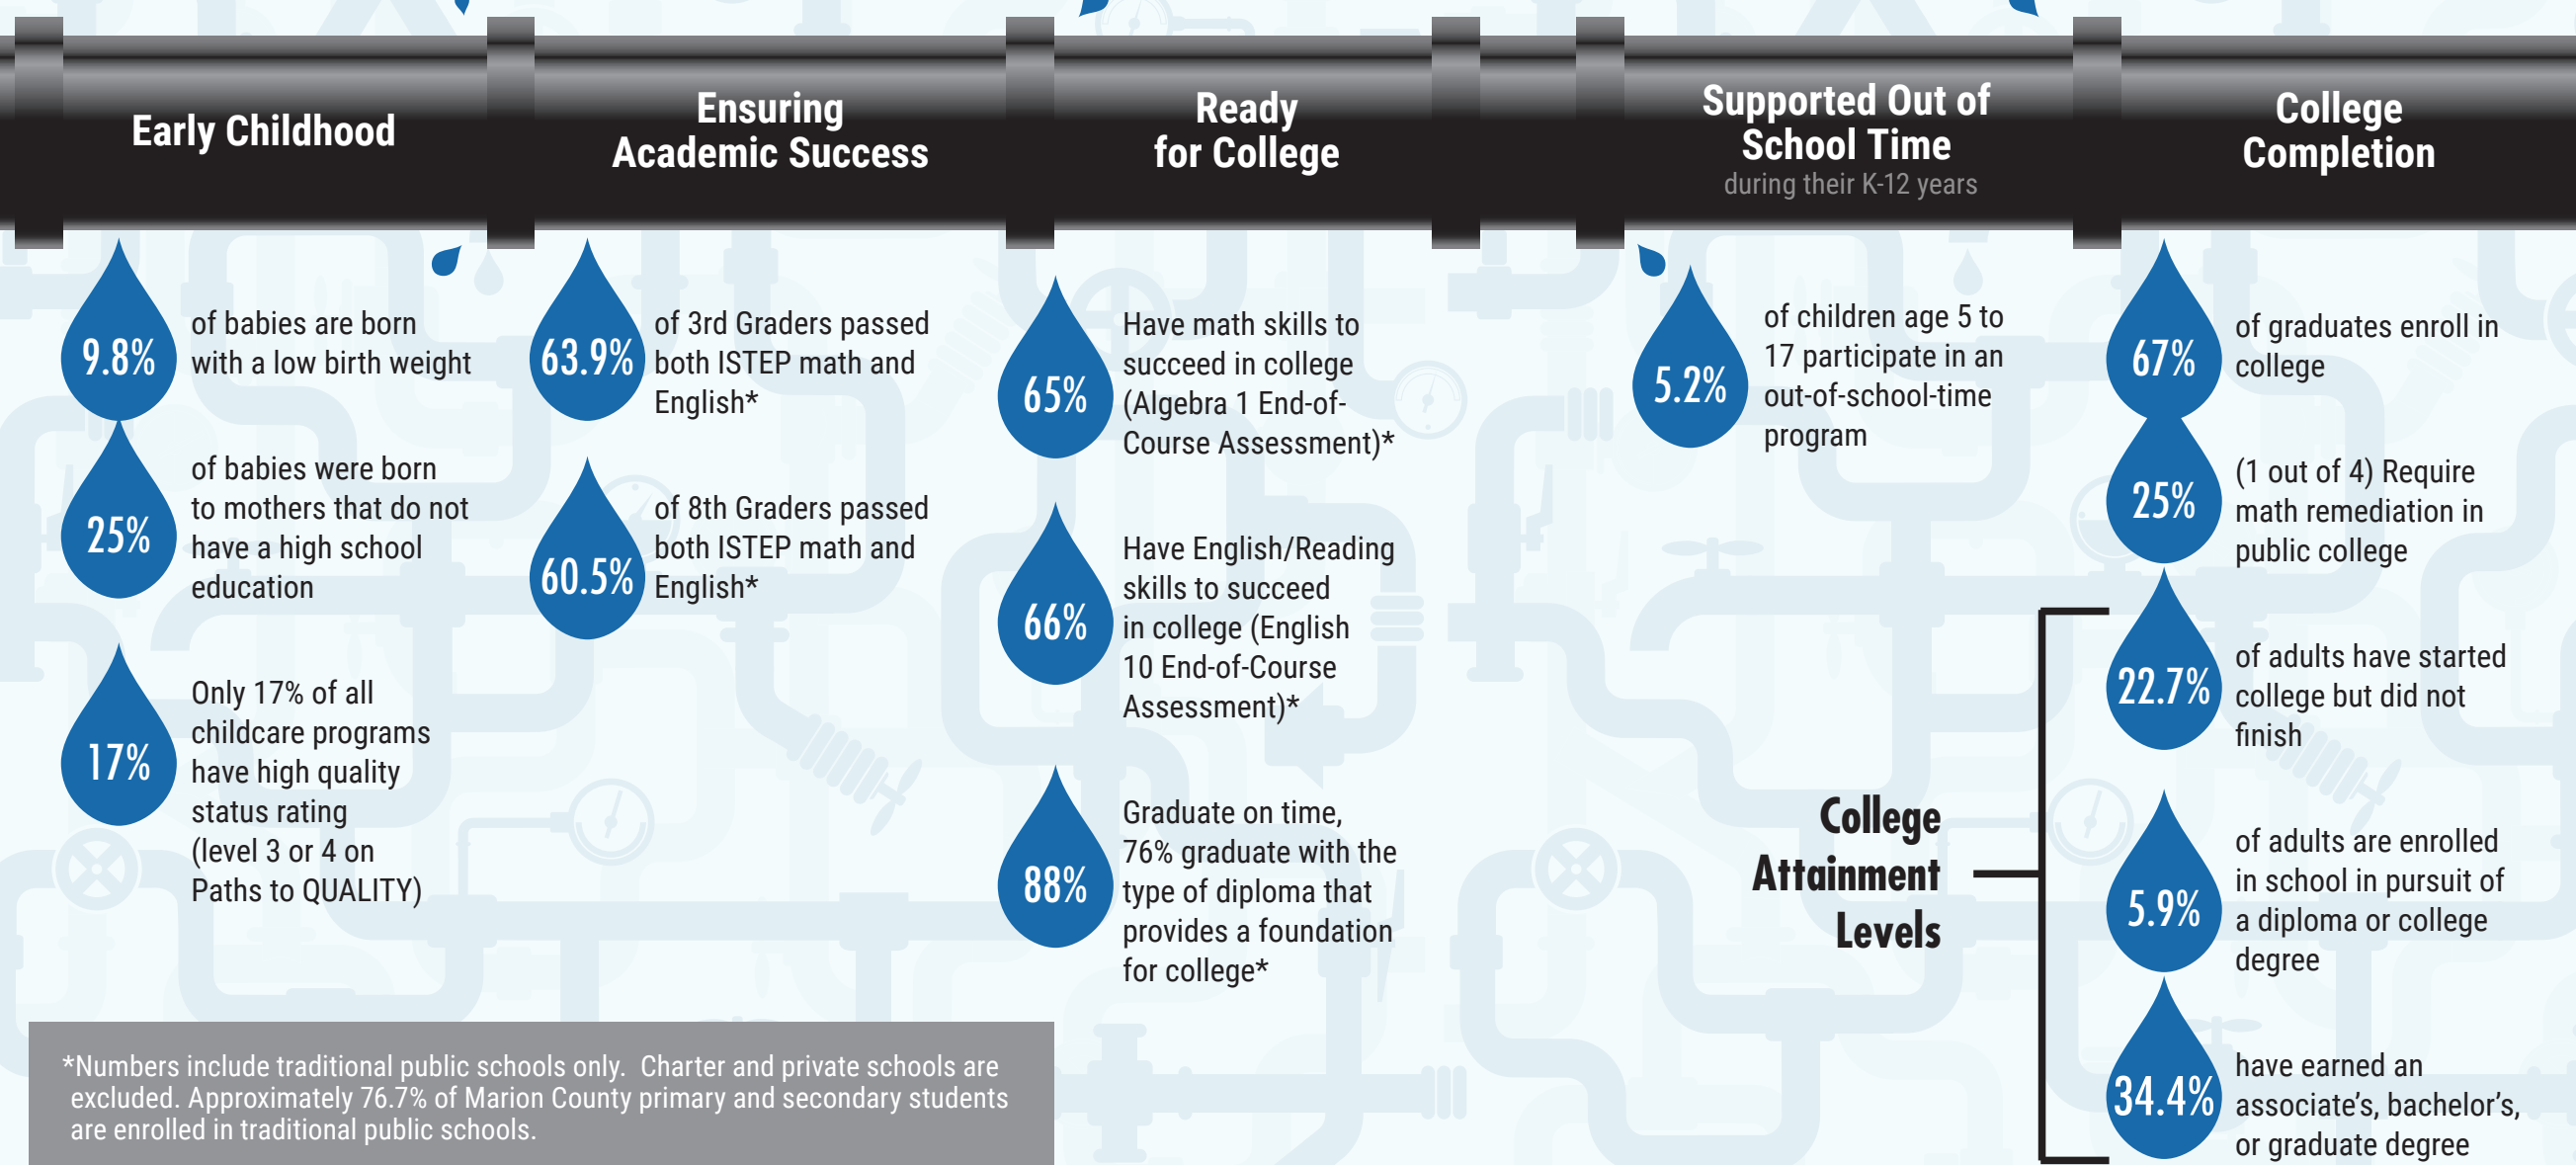 Early Childhood
9.8%
of babies are born
with a low birth weight
25%
of babies were born
to mothers that do not
have a high school
education
17%
Only 17% of all
childcare programs
have high quality
status rating
(level 3 or 4 on
Paths to QUALITY)
Ensuring
Academic Success
63.9%
of 3rd Graders passed
both ISTEP math and
English*
60.5%
of 8th Graders passed
both ISTEP math and
English*
Ready
for College
65%
Have math skills to
succeed in college
(Algebra 1 End-of-
Course Assessment)*
66%
Have English/Reading
skills to succeed
in college (English
10 End-of-Course
Assessment)*
88%
Graduate on time,
76% graduate with the
type of diploma that
provides a foundation
for college*
Supported Out of
School Time
during their K-12 years
5.2%
of children age 5 to
17 participate in an
out-of-school-time
program
College
Completion
67%
of graduates enroll in
college
25%
(1 out of 4) Require
math remediation in
public college
College
Attainment
Levels
22.7%
of adults have started
college but did not
finish
5.9%
of adults are enrolled
in school in pursuit of
a diploma or college
degree
34.4%
have earned an
associate's, bachelor's,
or graduate degree
*Numbers include traditional public schools only.  Charter and private schools are
excluded. Approximately 76.7% of Marion County primary and secondary students
are enrolled in traditional public schools.